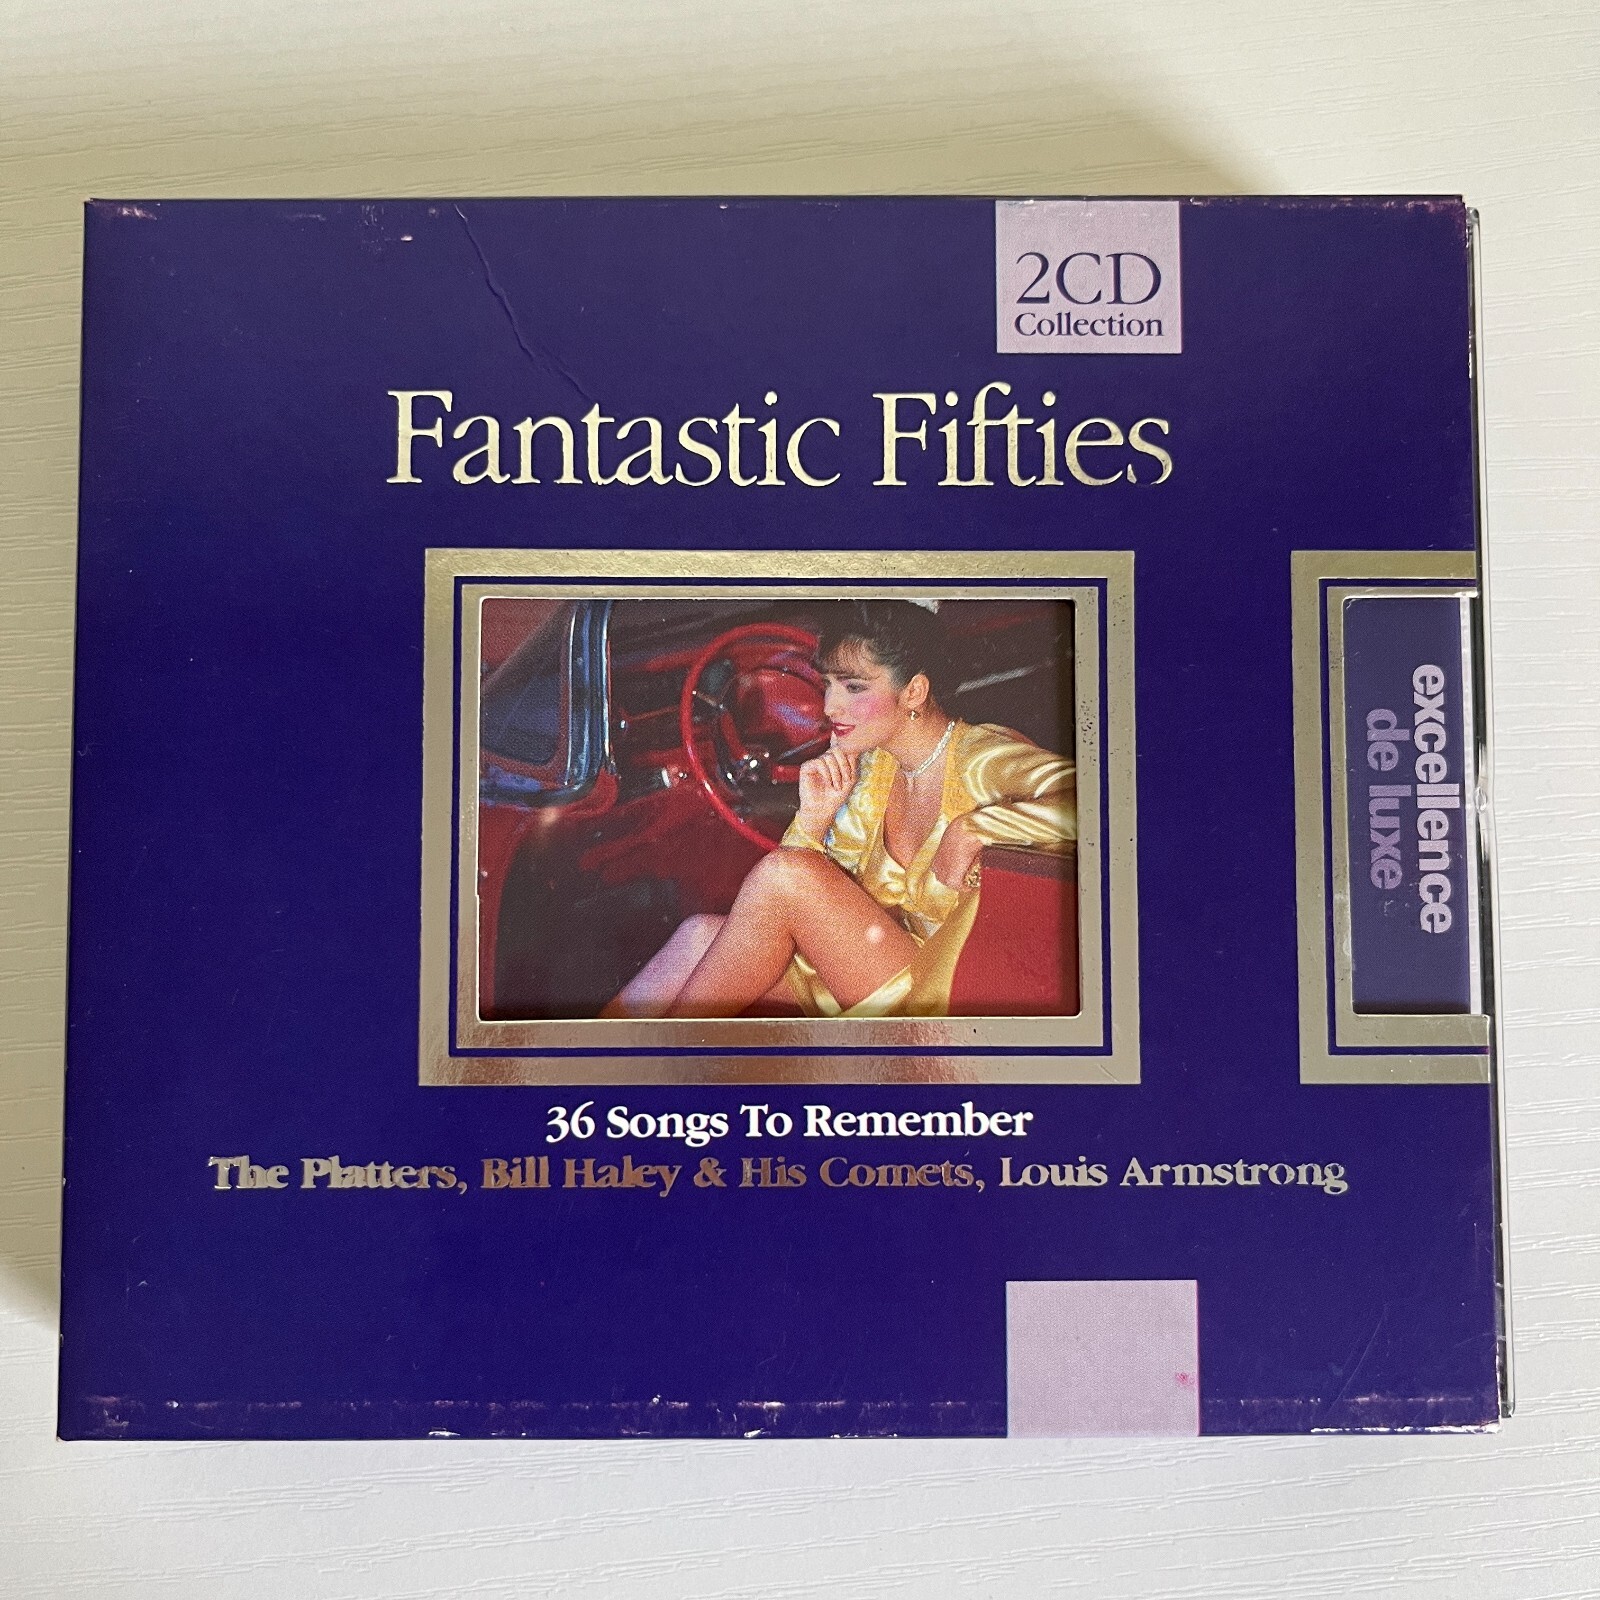 2CD
Collection
Fantastic Fifties
excellence
de luxe
36 Songs To Remember
The Platters, Bill Haley & His Comets, Louis Armstrong